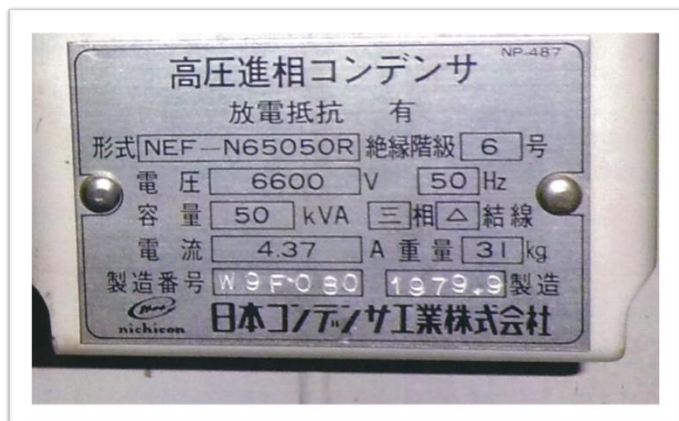 NP-487
高圧進相コンデンサ
放電抵抗 有
形式 NEF-N65050R 絶縁階級 6 号
電圧 6600 V 50 Hz
容量 50 kVA 三相 △ 結線
電流 4.37 A 重量 31 kg
製造番号 W9F080 1979.9 製造
nichicon 日本コンデンサ工業株式会社